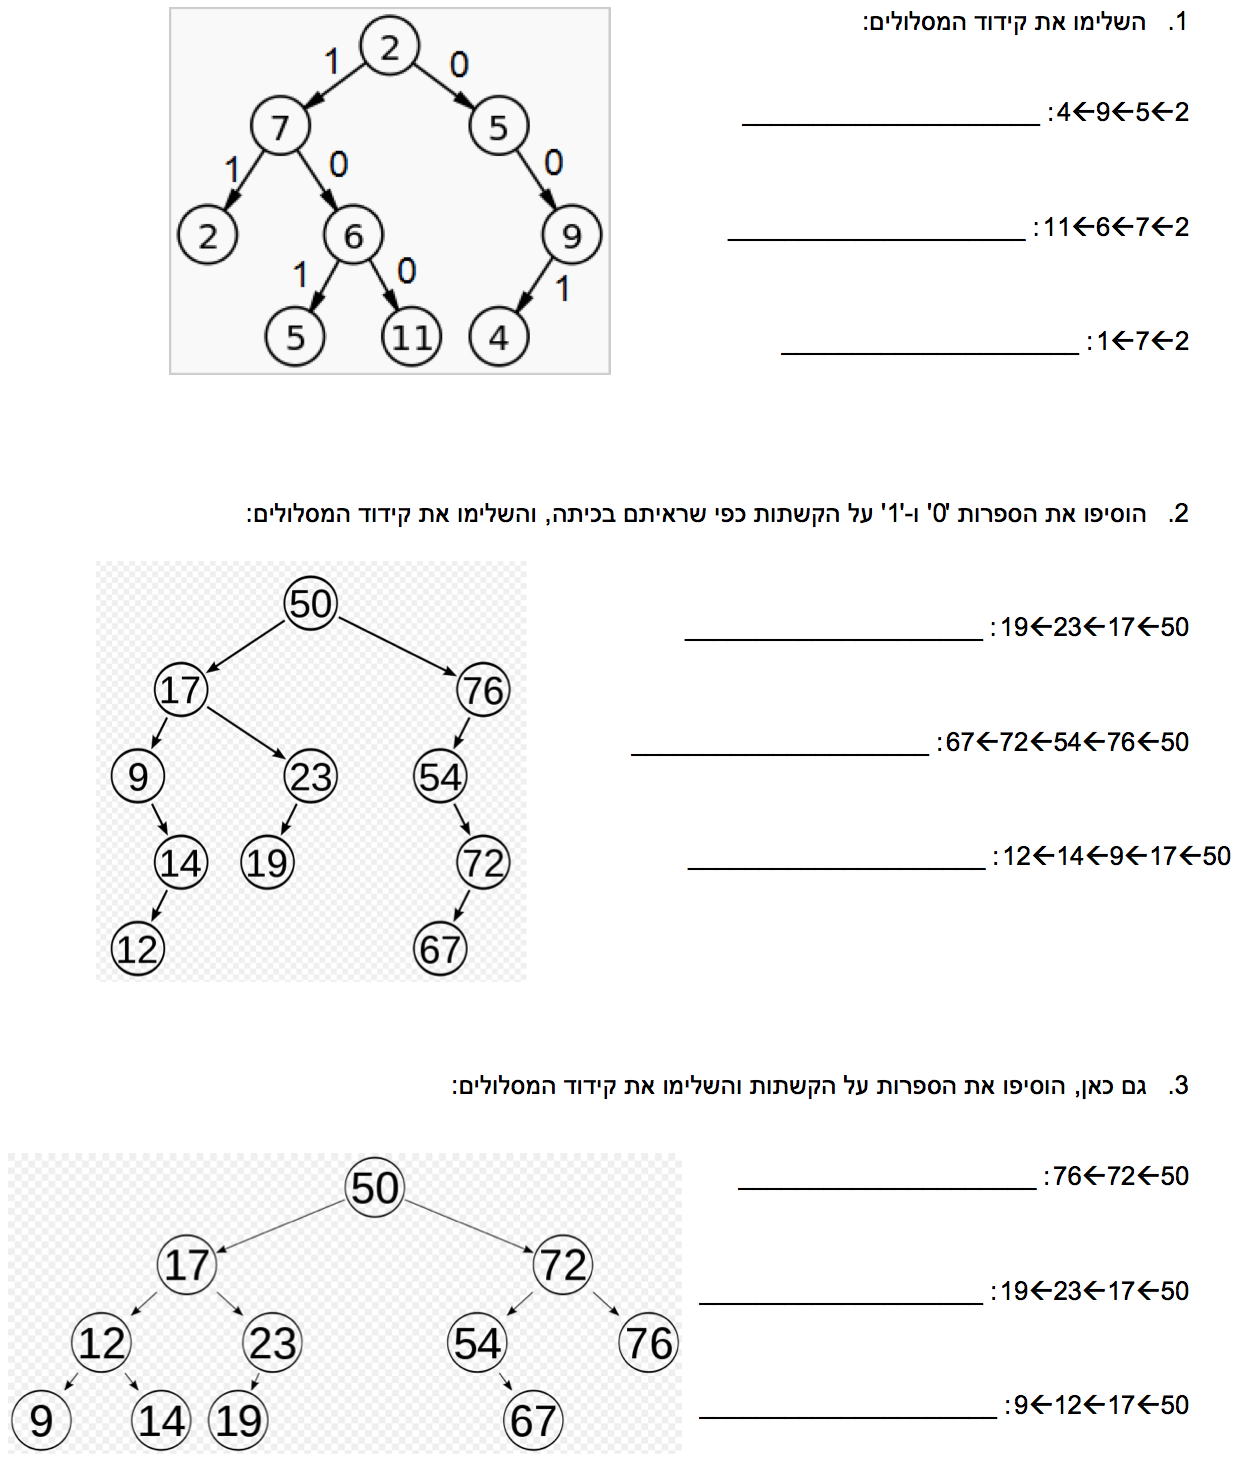 1. השלימו את קידוד המסלולים:
2←5←9←4: ____________________
2←7←6←11: ____________________
2←7←1: ____________________
2
1 0
7 5
1 0 0
2 6 9
1 0 1
5 11 4
2. הוסיפו את הספרות '0' ו-'1' על הקשתות כפי שראיתם בכיתה, והשלימו את קידוד המסלולים:
50←17←23←19: ____________________
50←76←54←72←67: ____________________
50←17←9←14←12: ____________________
50
17 76
9 23 54
14 19 72
12 67
3. גם כאן, הוסיפו את הספרות על הקשתות והשלימו את קידוד המסלולים:
50←72←76: ____________________
50←17←23←19: ____________________
50←17←12←9: ____________________
50
17 72
12 23 54 76
9 14 19 67